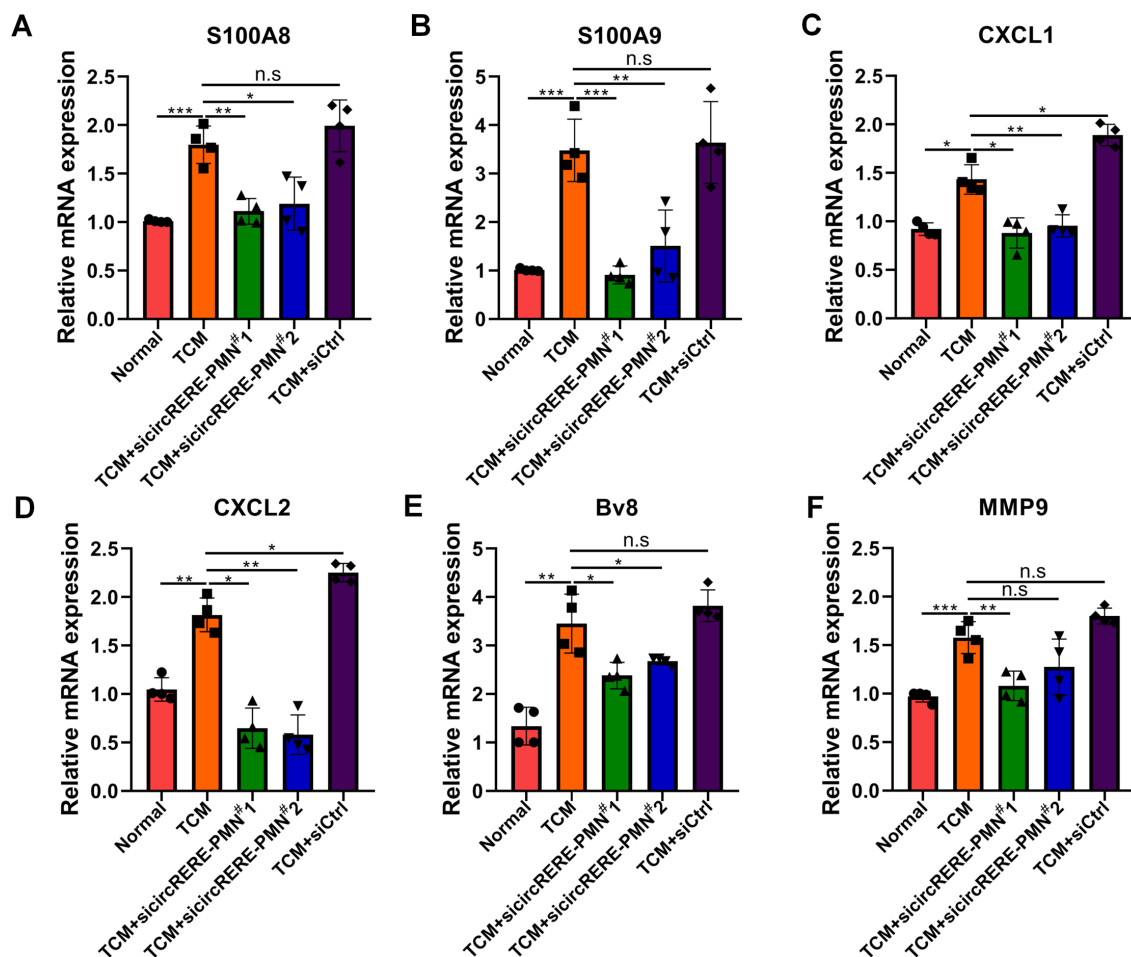 A
S100A8
Relative mRNA expression
2.5
2.0
1.5
1.0
0.5
0.0
n.s
*
*** **
Normal
TCM
TCM+sicircRERE-PMN#1
TCM+sicircRERE-PMN#2
TCM+siCtrl
B
S100A9
Relative mRNA expression
5
4
3
2
1
0
n.s
**
*** ***
Normal
TCM
TCM+sicircRERE-PMN#1
TCM+sicircRERE-PMN#2
TCM+siCtrl
C
CXCL1
Relative mRNA expression
2.5
2.0
1.5
1.0
0.5
0.0
*
**
* *
Normal
TCM
TCM+sicircRERE-PMN#1
TCM+sicircRERE-PMN#2
TCM+siCtrl
D
CXCL2
Relative mRNA expression
2.5
2.0
1.5
1.0
0.5
0.0
*
**
** *
Normal
TCM
TCM+sicircRERE-PMN#1
TCM+sicircRERE-PMN#2
TCM+siCtrl
E
Bv8
Relative mRNA expression
5
4
3
2
1
0
n.s
*
** *
Normal
TCM
TCM+sicircRERE-PMN#1
TCM+sicircRERE-PMN#2
TCM+siCtrl
F
MMP9
Relative mRNA expression
2.5
2.0
1.5
1.0
0.5
0.0
n.s
n.s
*** **
Normal
TCM
TCM+sicircRERE-PMN#1
TCM+sicircRERE-PMN#2
TCM+siCtrl